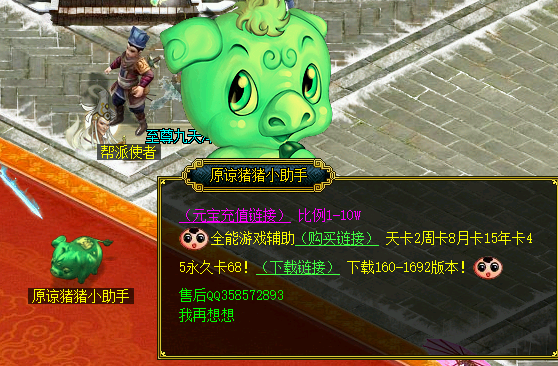 至尊九天
帮派使者
原谅猪猪小助手
原谅猪猪小助手
（元宝充值链接） 比例1-10W
全能游戏辅助（购买链接） 天卡2周卡8月卡15年卡4
5永久卡68！（下载链接） 下载160-1692版本！
售后QQ358572893
我再想想